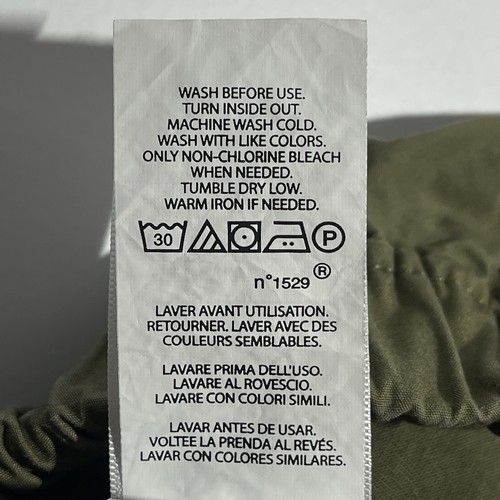 WASH BEFORE USE.
TURN INSIDE OUT.
MACHINE WASH COLD.
WASH WITH LIKE COLORS.
ONLY NON-CHLORINE BLEACH
WHEN NEEDED.
TUMBLE DRY LOW.
WARM IRON IF NEEDED.
30 P
n°1529 ®
LAVER AVANT UTILISATION.
RETOURNER. LAVER AVEC DES
COULEURS SEMBLABLES.
LAVARE PRIMA DELL'USO.
LAVARE AL ROVESCIO.
LAVARE CON COLORI SIMILI.
LAVAR ANTES DE USAR.
VOLTEE LA PRENDA AL REVÉS.
LAVAR CON COLORES SIMILARES.